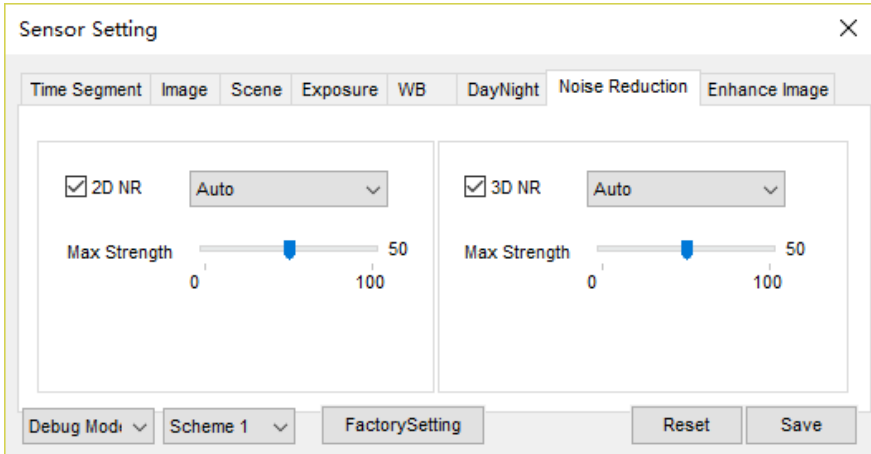 Sensor Setting
Time Segment Image Scene Exposure WB DayNight Noise Reduction Enhance Image
2D NR Auto 3D NR Auto
Max Strength 50 Max Strength 50
0 100 0 100
Debug Mod Scheme 1 FactorySetting Reset Save